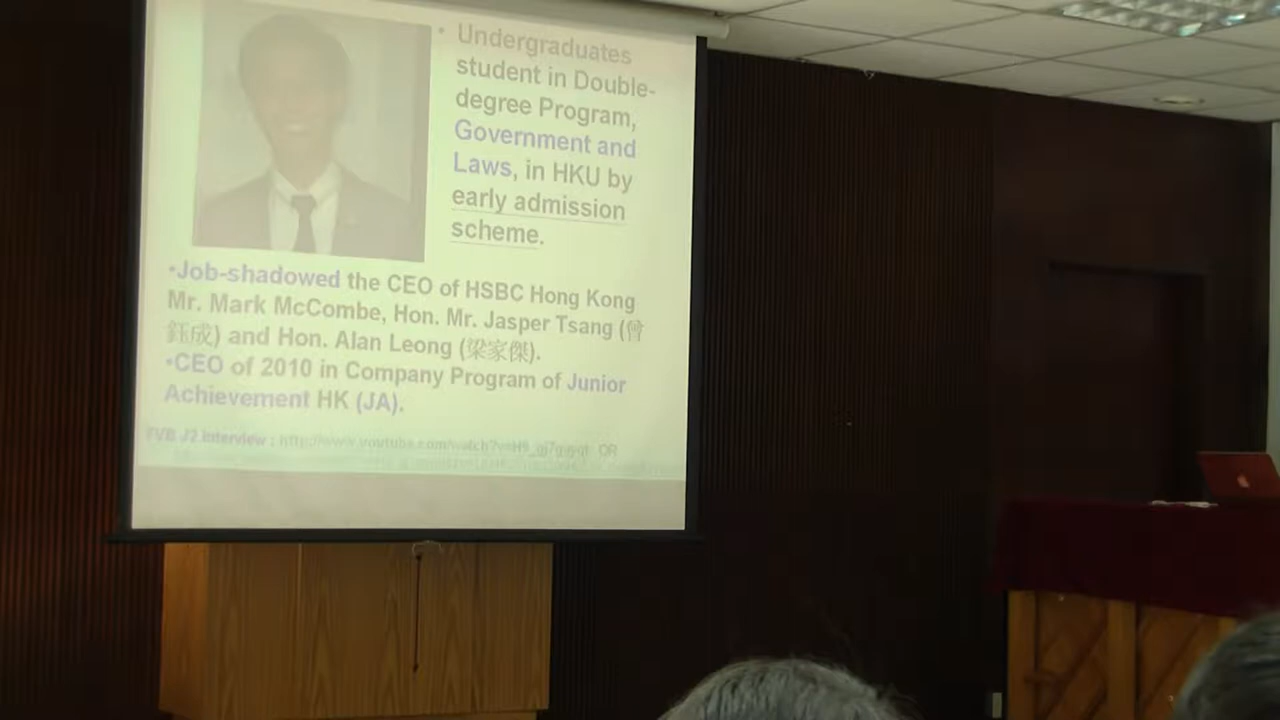 • Undergraduates
student in Double-
degree Program,
Government and
Laws, in HKU by
early admission
scheme.
•Job-shadowed the CEO of HSBC Hong Kong
Mr. Mark McCombe, Hon. Mr. Jasper Tsang (曾
鈺成) and Hon. Alan Leong (梁家傑).
•CEO of 2010 in Company Program of Junior
Achievement HK (JA).
J2 Interview : OR